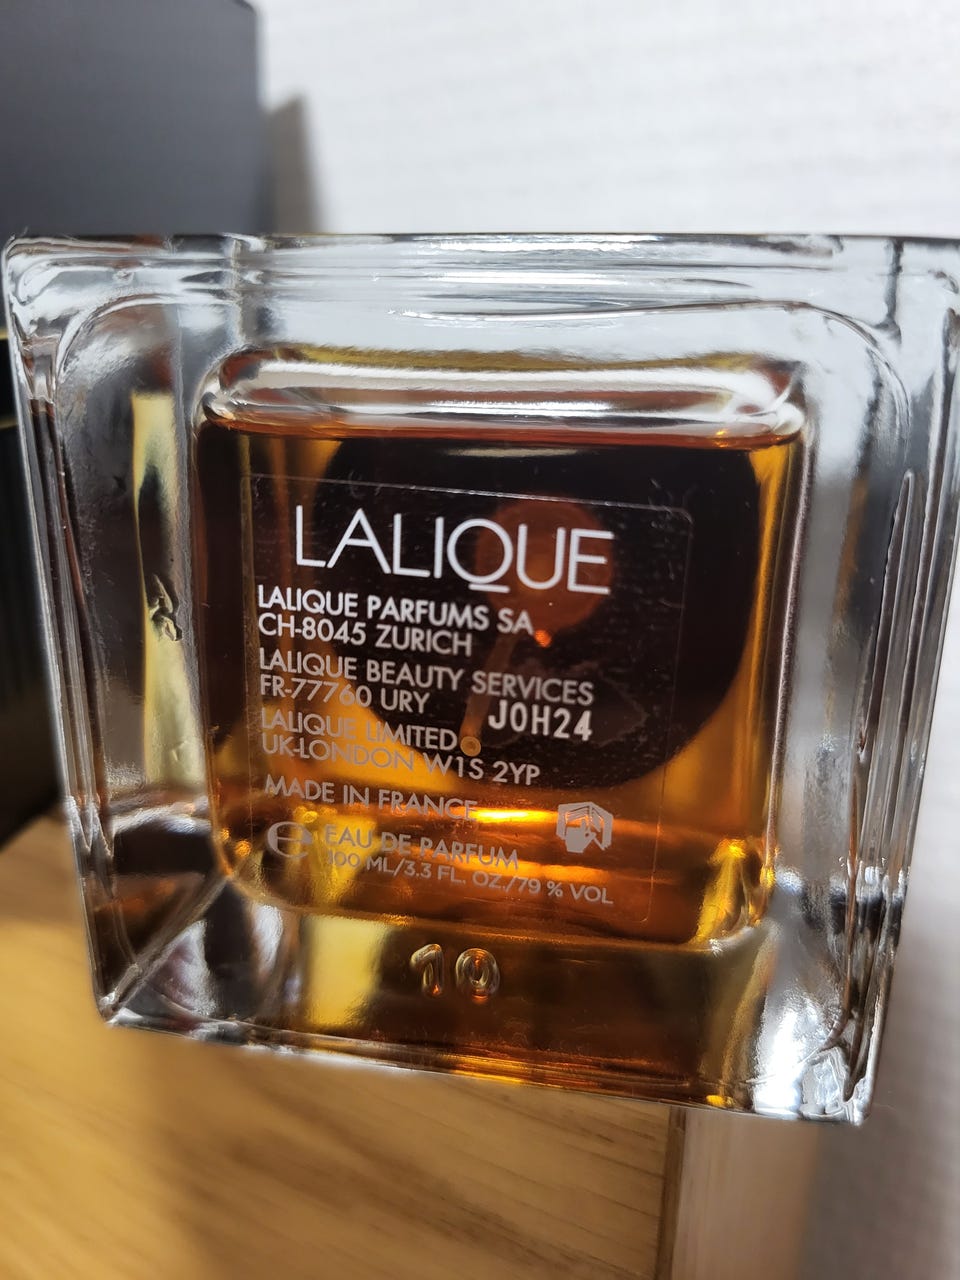 LALIQUE
LALIQUE PARFUMS SA
CH-8045 ZURICH
LALIQUE BEAUTY SERVICES
FR-77760 URY
J0H24
LALIQUE LIMITED
UK-LONDON W1S 2YP
MADE IN FRANCE
e EAU DE PARFUM
100 ML/3.3 FL. OZ./79 % VOL
10